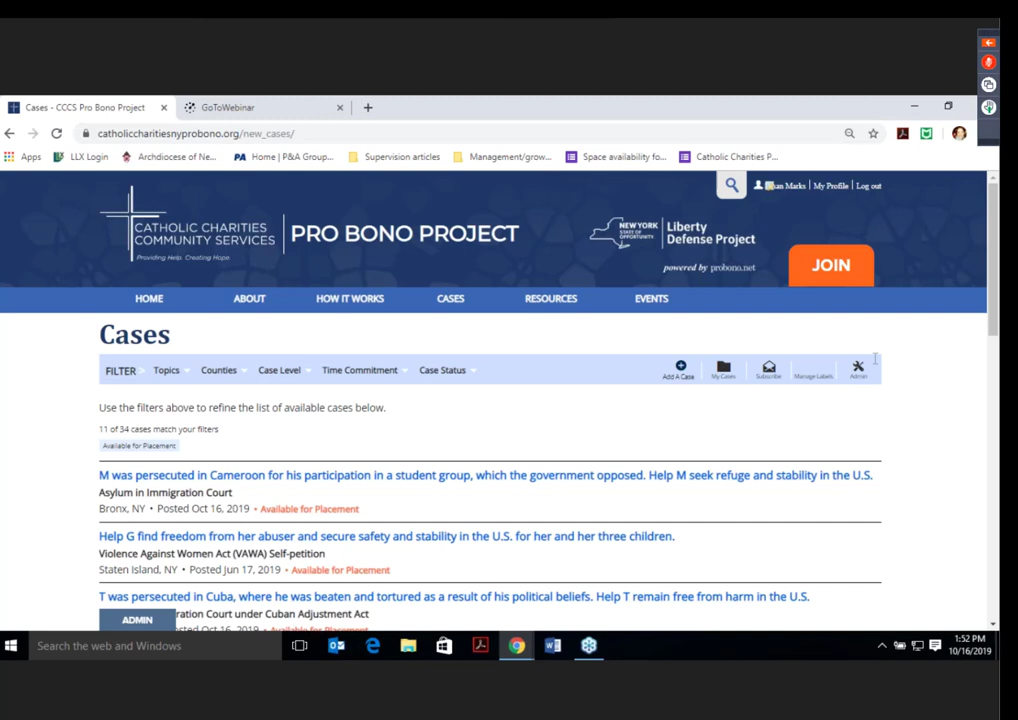 Cases - CCCS Pro Bono Project
GoToWebinar
catholiccharitiesnyprobono.org/new_cases/
Apps LLX Login Archdiocese of Ne... PA Home | P&A Group... Supervision articles Management/grow... Space availability fo... Catholic Charities P...
Marks | My Profile | Log out
CATHOLIC CHARITIES
COMMUNITY SERVICES
Providing Help. Creating Hope.
PRO BONO PROJECT
NEW YORK
STATE OF
OPPORTUNITY.
Liberty
Defense Project
powered by probono.net
JOIN
HOME ABOUT HOW IT WORKS CASES RESOURCES EVENTS
Cases
FILTER Topics Counties Case Level Time Commitment Case Status
Add A Case My Cases Subscribe Manage Labels Admin
Use the filters above to refine the list of available cases below.
11 of 34 cases match your filters
Available for Placement
M was persecuted in Cameroon for his participation in a student group, which the government opposed. Help M seek refuge and stability in the U.S.
Asylum in Immigration Court
Bronx, NY • Posted Oct 16, 2019 • Available for Placement
Help G find freedom from her abuser and secure safety and stability in the U.S. for her and her three children.
Violence Against Women Act (VAWA) Self-petition
Staten Island, NY • Posted Jun 17, 2019 • Available for Placement
T was persecuted in Cuba, where he was beaten and tortured as a result of his political beliefs. Help T remain free from harm in the U.S.
ration Court under Cuban Adjustment Act
sted Oct 16, 2019 • Available for Placement
ADMIN
Search the web and Windows
1:52 PM
10/16/2019